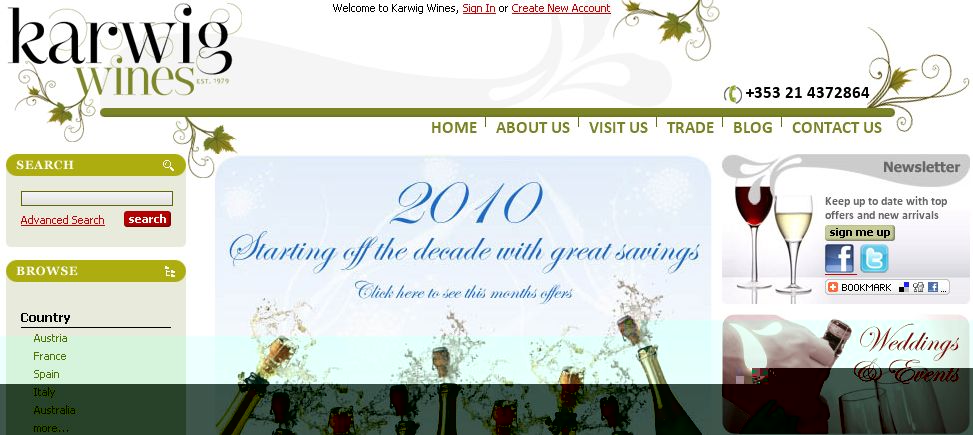 Welcome to Karwig Wines, Sign In or Create New Account
karwig
wines EST. 1979
+353 21 4372864
HOME ABOUT US VISIT US TRADE BLOG CONTACT US
SEARCH
Advanced Search search
BROWSE
Country
Austria
France
Spain
Italy
Australia
more...
2010
Starting off the decade with great savings
Click here to see this months offers
Newsletter
Keep up to date with top
offers and new arrivals
sign me up
BOOKMARK ...
Weddings
& Events